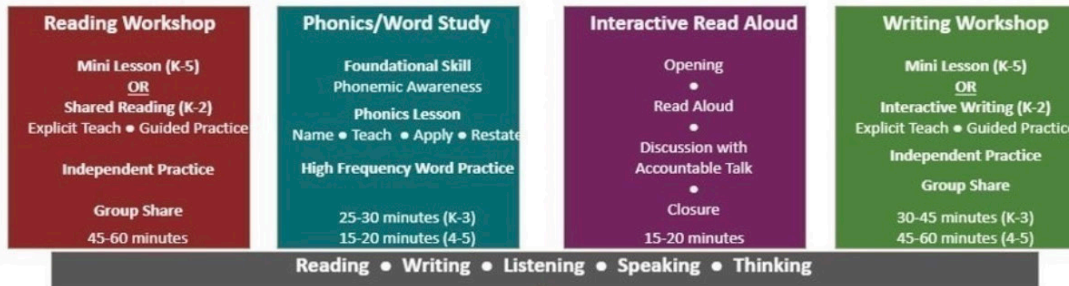 Reading Workshop
Mini Lesson (K-5)
OR
Shared Reading (K-2)
Explicit Teach ● Guided Practice
Independent Practice
Group Share
45-60 minutes
Phonics/Word Study
Foundational Skill
Phonemic Awareness
Phonics Lesson
Name ● Teach ● Apply ● Restate
High Frequency Word Practice
25-30 minutes (K-3)
15-20 minutes (4-5)
Interactive Read Aloud
Opening
●
Read Aloud
●
Discussion with
Accountable Talk
●
Closure
15-20 minutes
Writing Workshop
Mini Lesson (K-5)
OR
Interactive Writing (K-2)
Explicit Teach ● Guided Practice
Independent Practice
Group Share
30-45 minutes (K-3)
45-60 minutes (4-5)
Reading ● Writing ● Listening ● Speaking ● Thinking